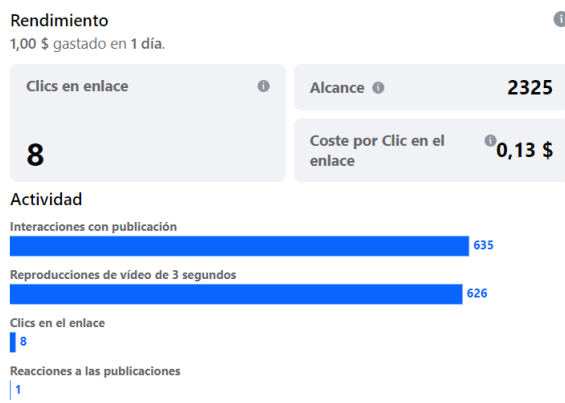 Rendimiento
1,00 $ gastado en 1 día.
Clics en enlace
8
Alcance
2325
Coste por Clic en el
enlace
0,13 $
Actividad
Interacciones con publicación
635
Reproducciones de vídeo de 3 segundos
626
Clics en el enlace
8
Reacciones a las publicaciones
1